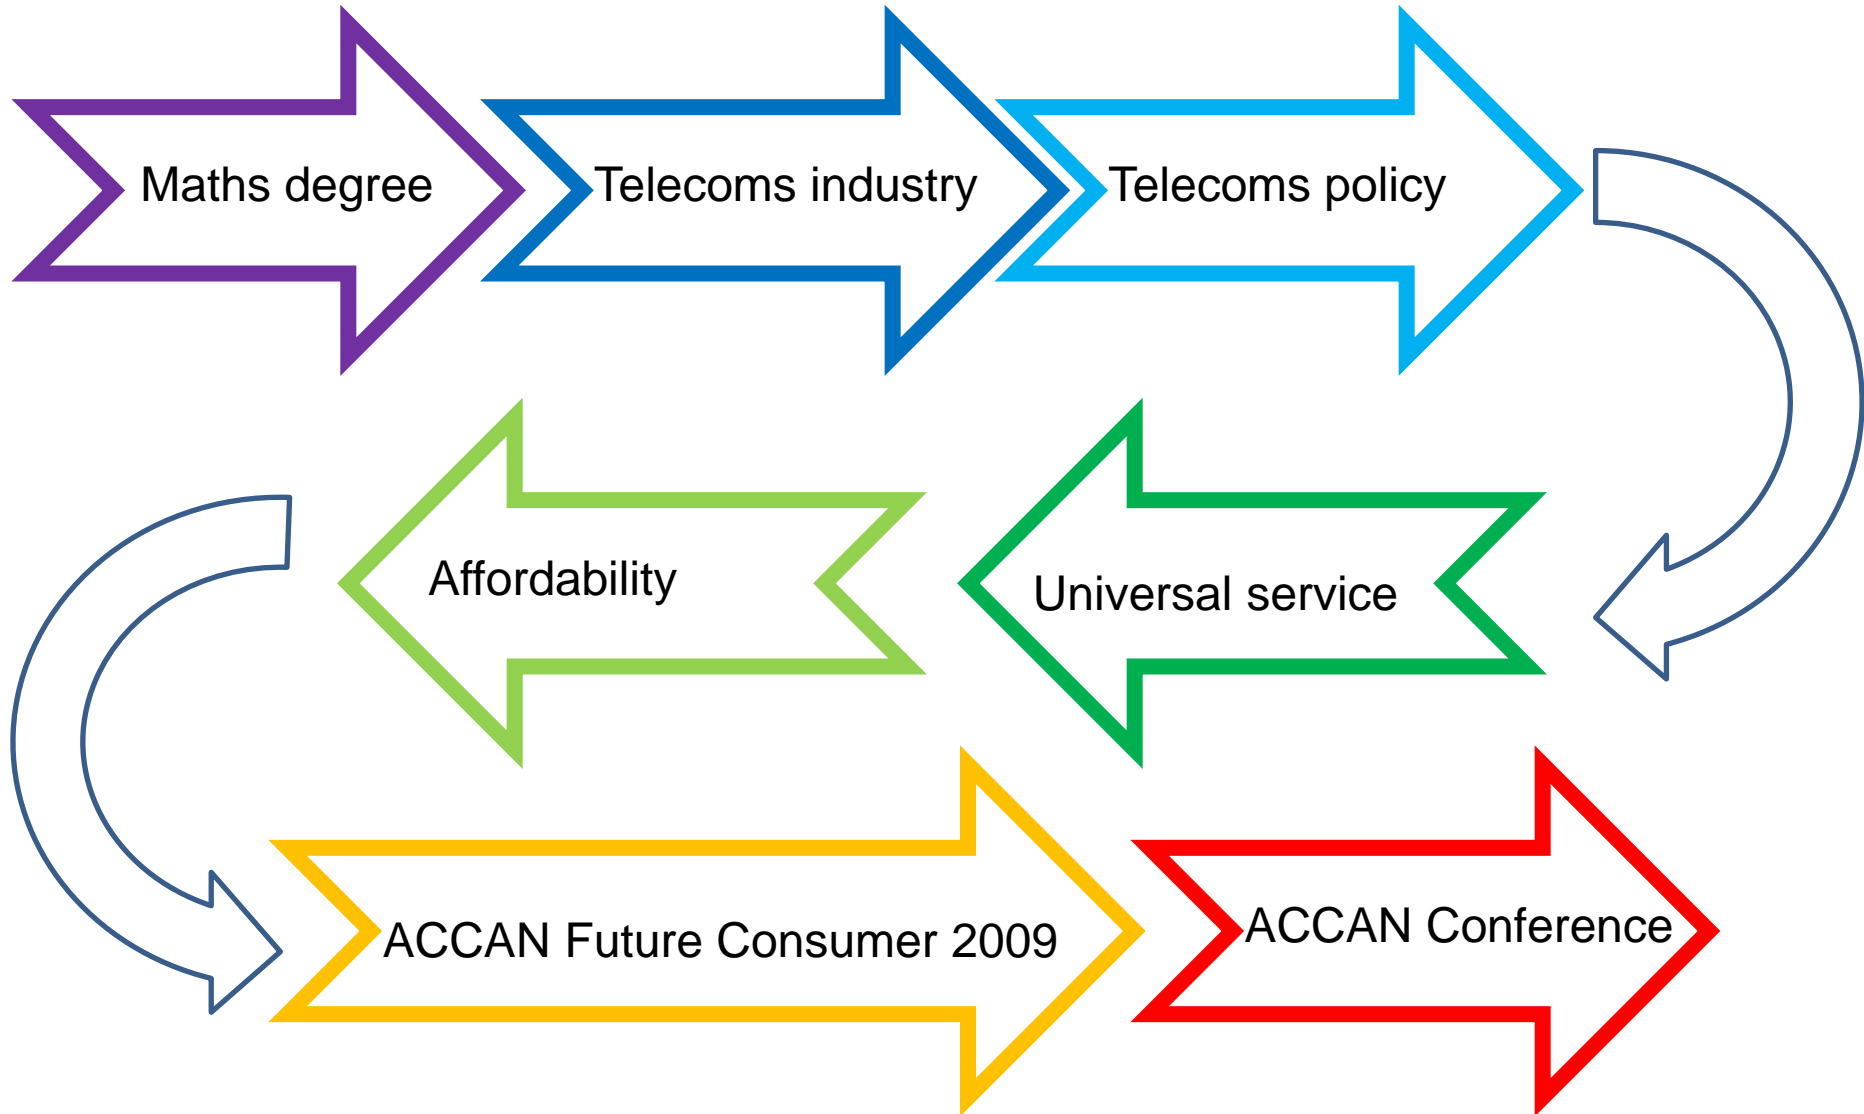 Maths degree
Telecoms industry
Telecoms policy
Universal service
Affordability
ACCAN Future Consumer 2009
ACCAN Conference